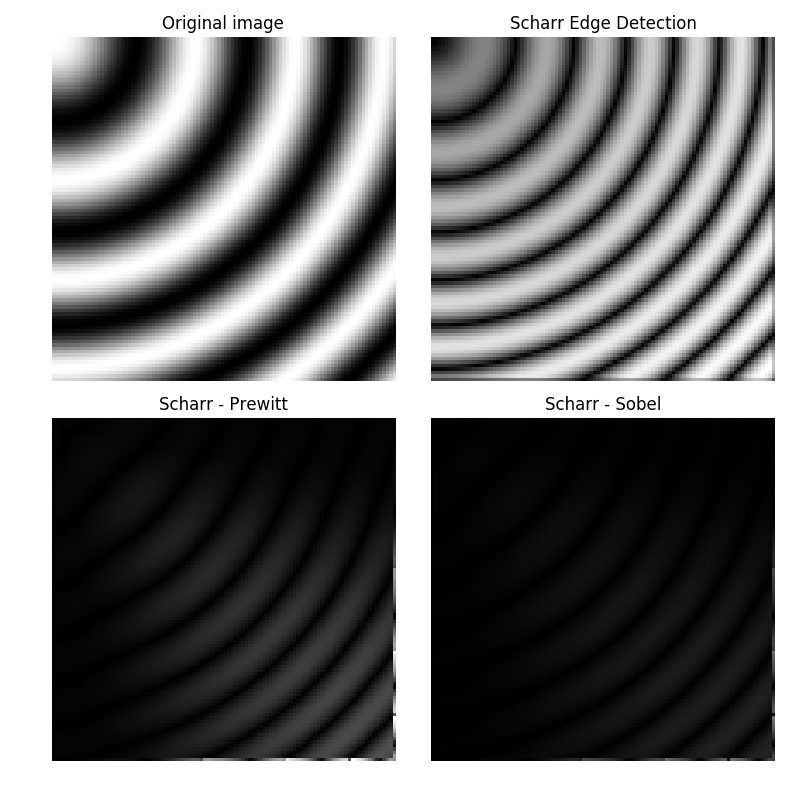 Original image
Scharr Edge Detection
Scharr - Prewitt
Scharr - Sobel